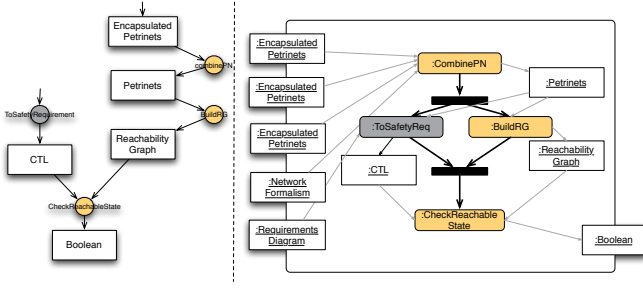 Encapsulated
Petrinets
combinePN
Petrinets
ToSafetyRequirement
BuildRG
Reachability
Graph
CTL
CheckReachableState
Boolean
:Encapsulated
Petrinets
:CombinePN
:Encapsulated
Petrinets
:Petrinets
:Encapsulated
Petrinets
:ToSafetyReq
:BuildRG
:CTL
:Reachability
Graph
:Network
Formalism
:CheckReachable
State
:Requirements
Diagram
:Boolean